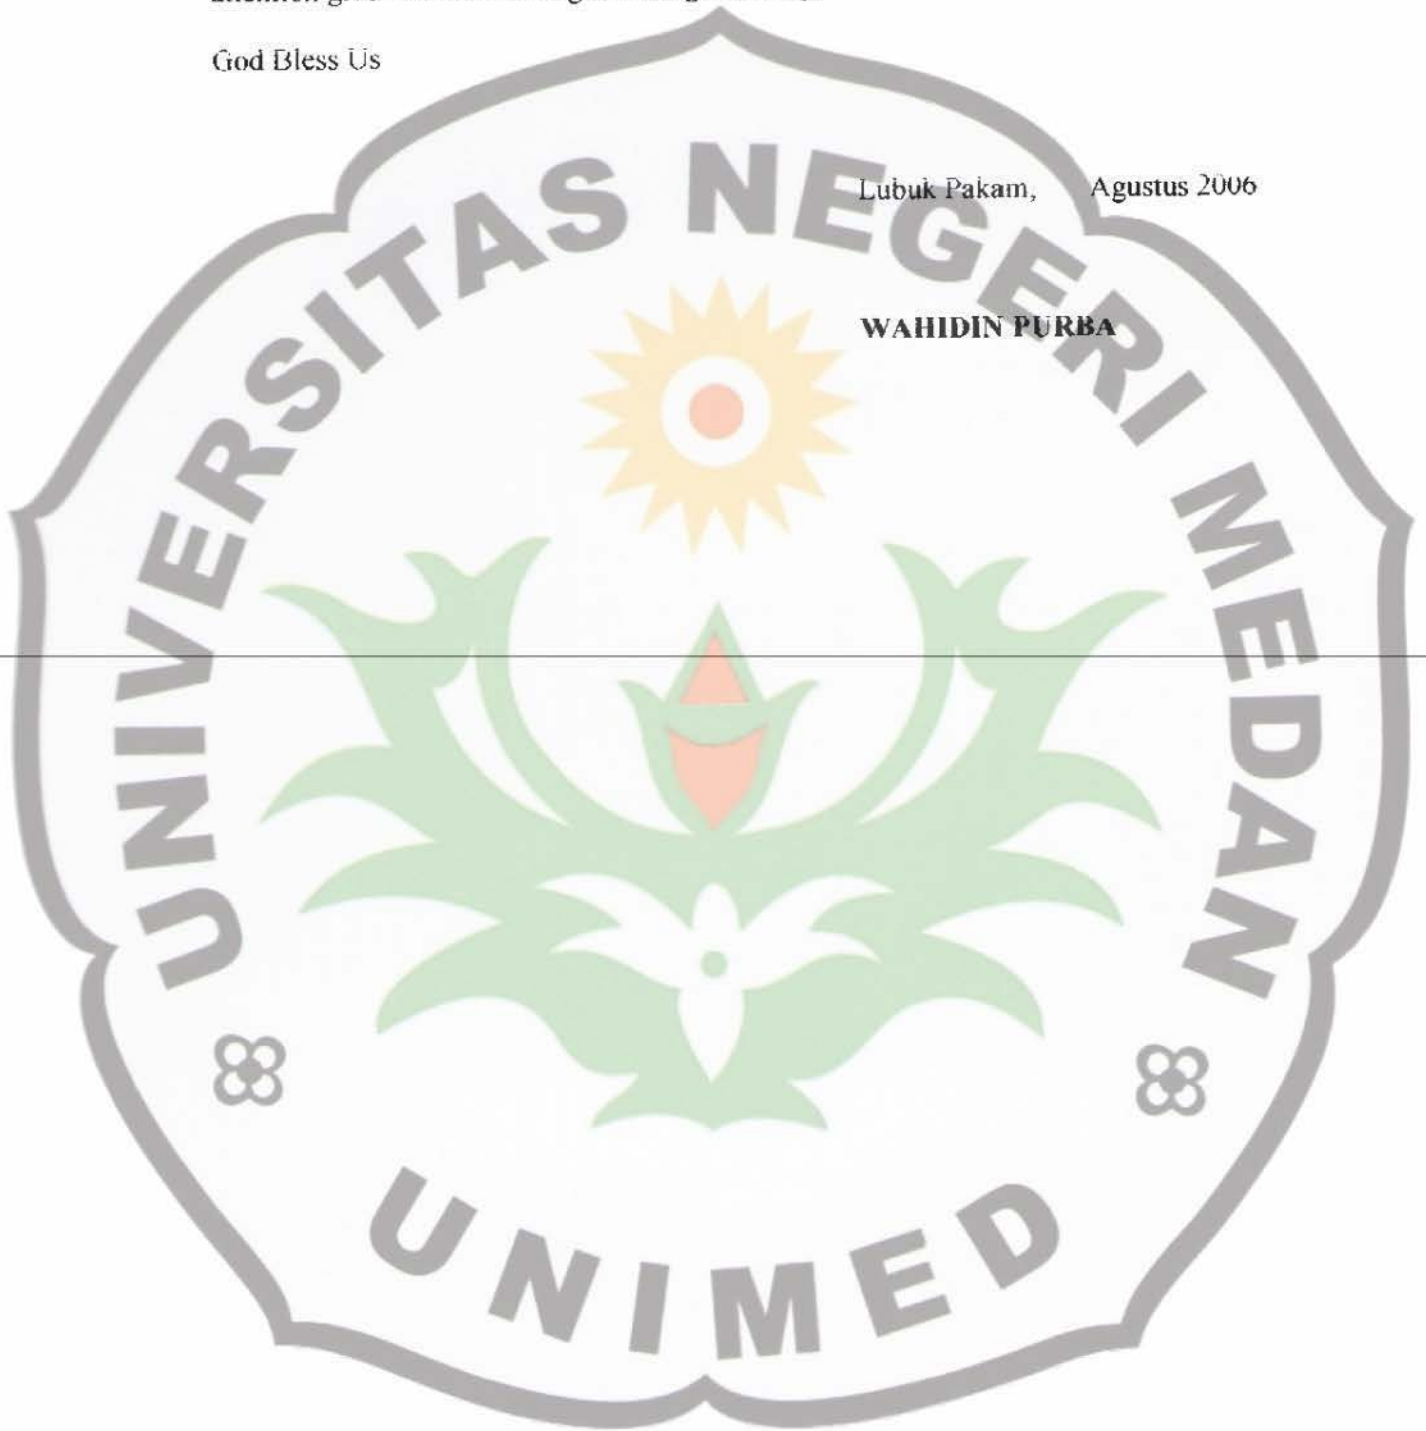 God Bless Us
Lubuk Pakam, Agustus 2006
WAHIDIN PURBA
UNIVERSITAS NEGERI MEDAN
UNIMED